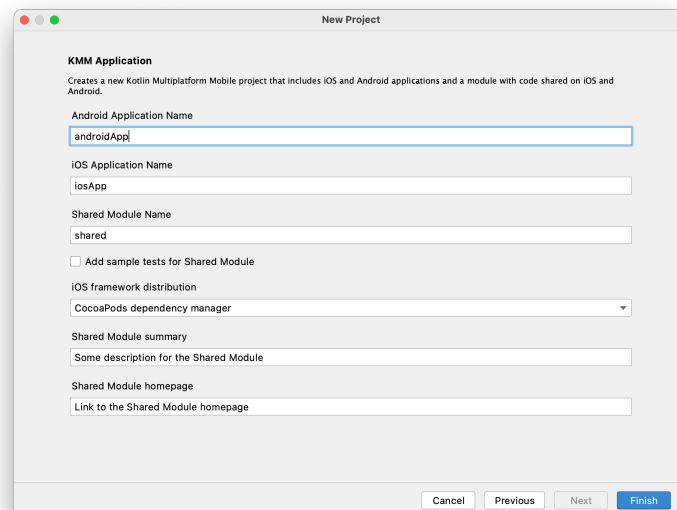 New Project
KMM Application
Creates a new Kotlin Multiplatform Mobile project that includes iOS and Android applications and a module with code shared on iOS and
Android.
Android Application Name
androidApp
iOS Application Name
iosApp
Shared Module Name
shared
Add sample tests for Shared Module
iOS framework distribution
CocoaPods dependency manager
Shared Module summary
Some description for the Shared Module
Shared Module homepage
Link to the Shared Module homepage
Cancel Previous Next Finish